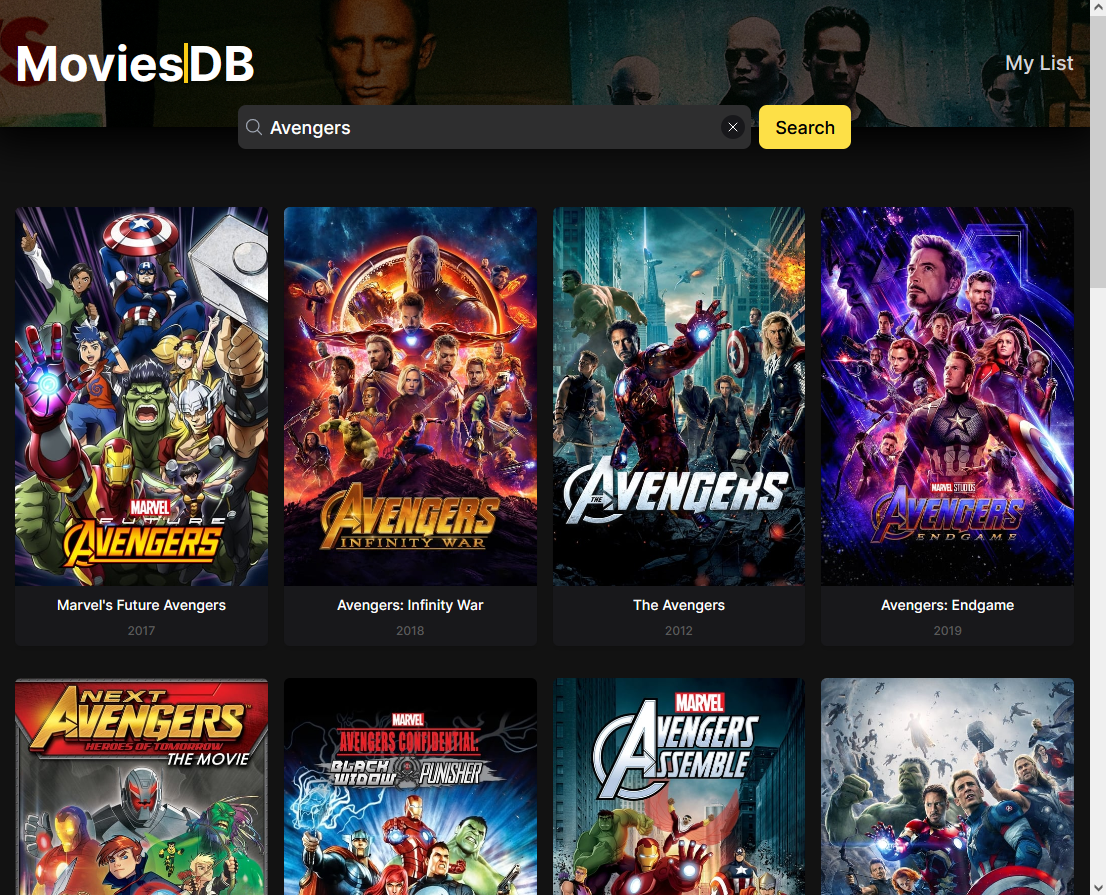 MoviesDB
My List
Avengers
Search
MARVEL
FUTURE
AVENGERS
AVENGERS
INFINITY WAR
THE AVENGERS
MARVEL STUDIOS
AVENGERS
ENDGAME
Marvel's Future Avengers
Avengers: Infinity War
The Avengers
Avengers: Endgame
2017
2018
2012
2019
NEXT
AVENGERS
HEROES OF TOMORROW
THE MOVIE
MARVEL
AVENGERS CONFIDENTIAL
BLACK WIDOW PUNISHER
MARVEL
AVENGERS
ASSEMBLE